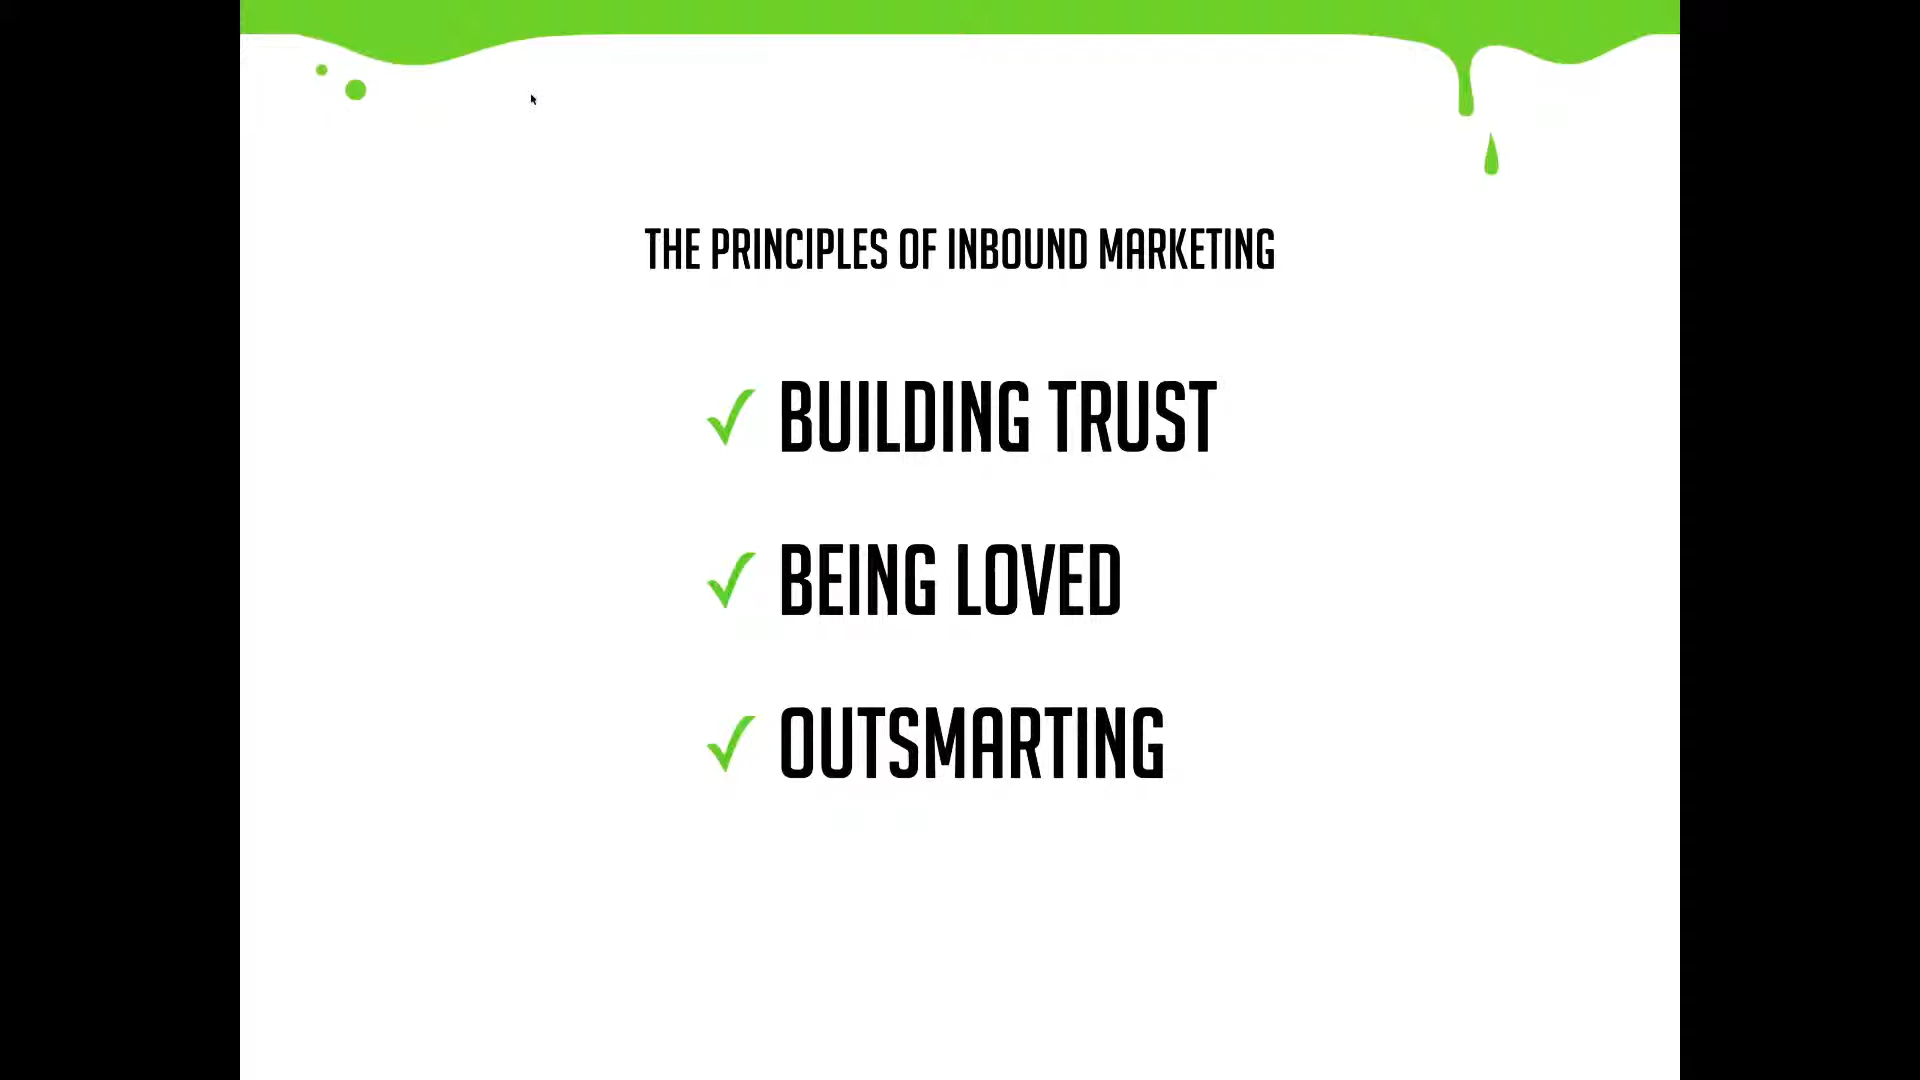 THE PRINCIPLES OF INBOUND MARKETING
BUILDING TRUST
BEING LOVED
OUTSMARTING